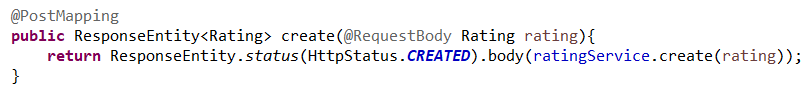 @PostMapping
public ResponseEntity<Rating> create(@RequestBody Rating rating){
    return ResponseEntity.status(HttpStatus.CREATED).body(ratingService.create(rating));
}